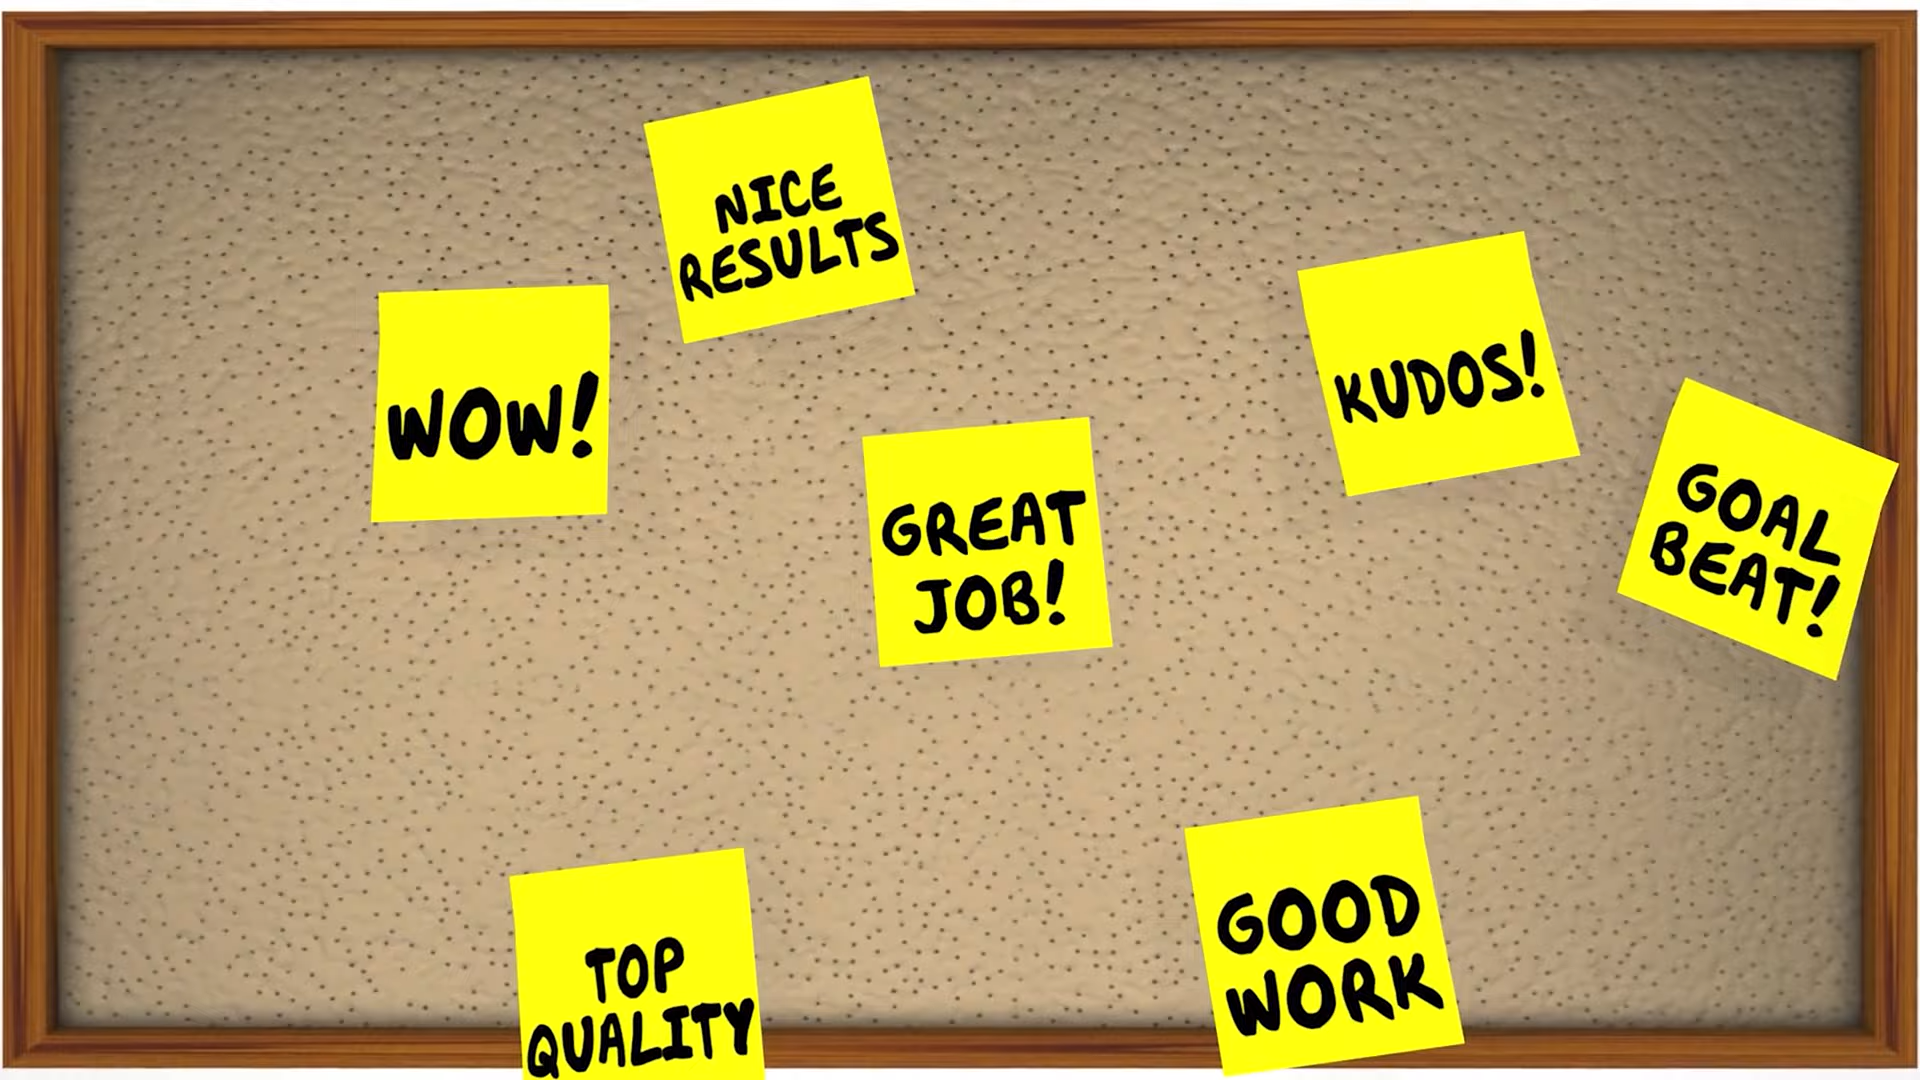 NICE
RESULTS
WOW!
KUDOS!
GREAT
JOB!
GOAL
BEAT!
TOP
QUALITY
GOOD
WORK